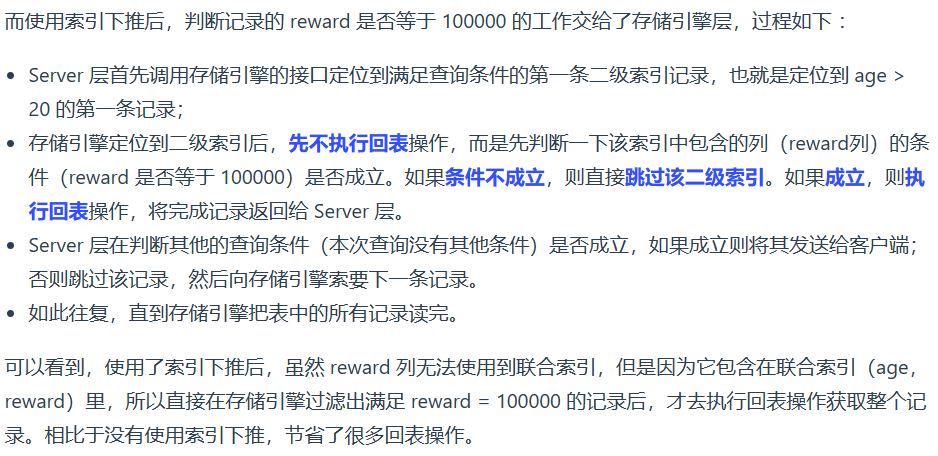 而使用索引下推后，判断记录的 reward 是否等于 100000 的工作交给了存储引擎层，过程如下 ：
• Server 层首先调用存储引擎的接口定位到满足查询条件的第一条二级索引记录，也就是定位到 age >
20 的第一条记录；
• 存储引擎定位到二级索引后，先不执行回表操作，而是先判断一下该索引中包含的列（reward列）的条
件（reward 是否等于 100000）是否成立。如果条件不成立，则直接跳过该二级索引。如果成立，则执
行回表操作，将完成记录返回给 Server 层。
• Server 层在判断其他的查询条件（本次查询没有其他条件）是否成立，如果成立则将其发送给客户端；
否则跳过该记录，然后向存储引擎索要下一条记录。
• 如此往复，直到存储引擎把表中的所有记录读完。
可以看到，使用了索引下推后，虽然 reward 列无法使用到联合索引，但是因为它包含在联合索引（age，
reward）里，所以直接在存储引擎过滤出满足 reward = 100000 的记录后，才去执行回表操作获取整个记
录。相比于没有使用索引下推，节省了很多回表操作。